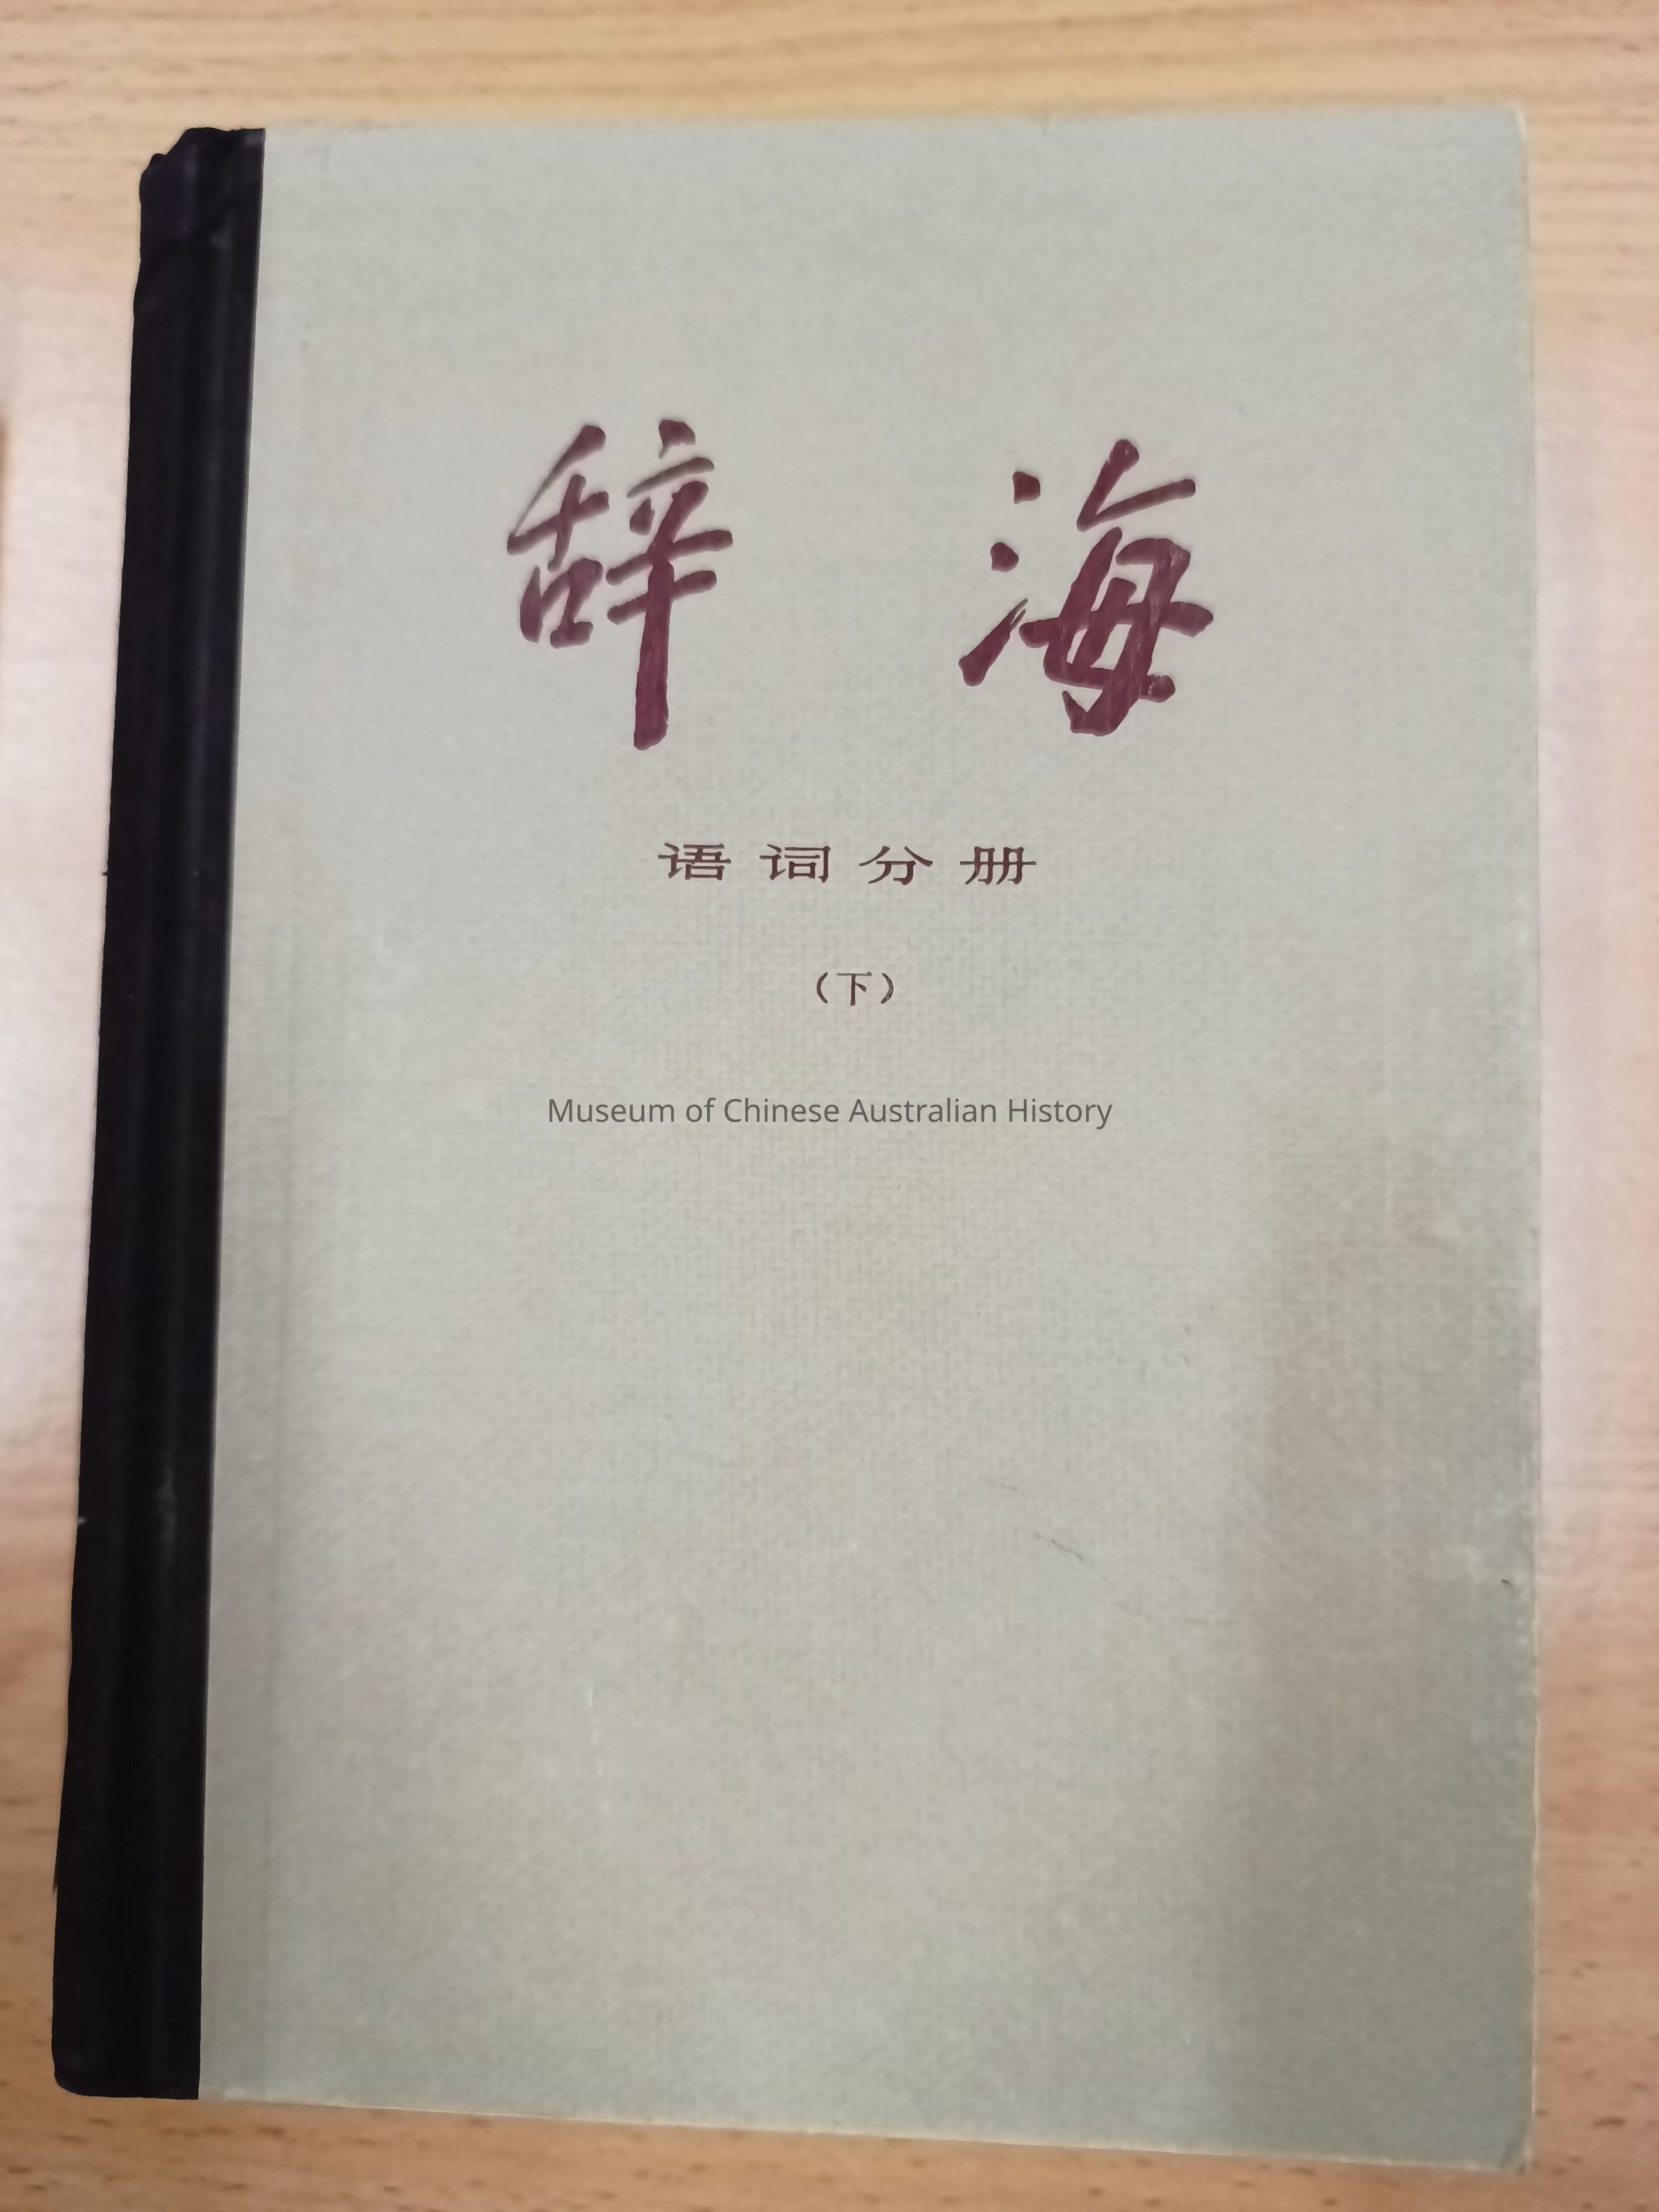 辞海
语词分册
（下）
Museum of Chinese Australian History